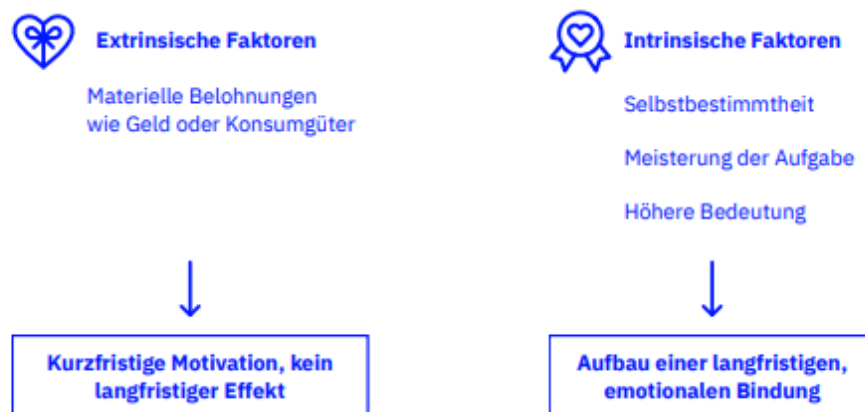 Extrinsische Faktoren
Materielle Belohnungen
wie Geld oder Konsumgüter
Kurzfristige Motivation, kein
langfristiger Effekt
Intrinsische Faktoren
Selbstbestimmtheit
Meisterung der Aufgabe
Höhere Bedeutung
Aufbau einer langfristigen,
emotionalen Bindung